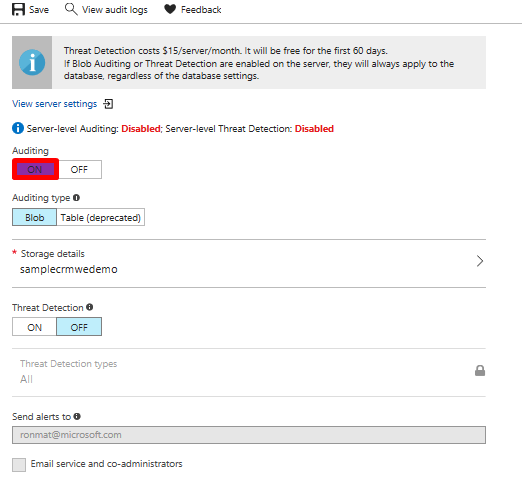 Save View audit logs Feedback
Threat Detection costs $15/server/month. It will be free for the first 60 days.
If Blob Auditing or Threat Detection are enabled on the server, they will always apply to the
database, regardless of the database settings.
View server settings
Server-level Auditing: Disabled; Server-level Threat Detection: Disabled
Auditing
ON OFF
Auditing type
Blob Table (deprecated)
* Storage details
samplecrmwedemo
Threat Detection
ON OFF
Threat Detection types
All
Send alerts to
ronmat@microsoft.com
Email service and co-administrators